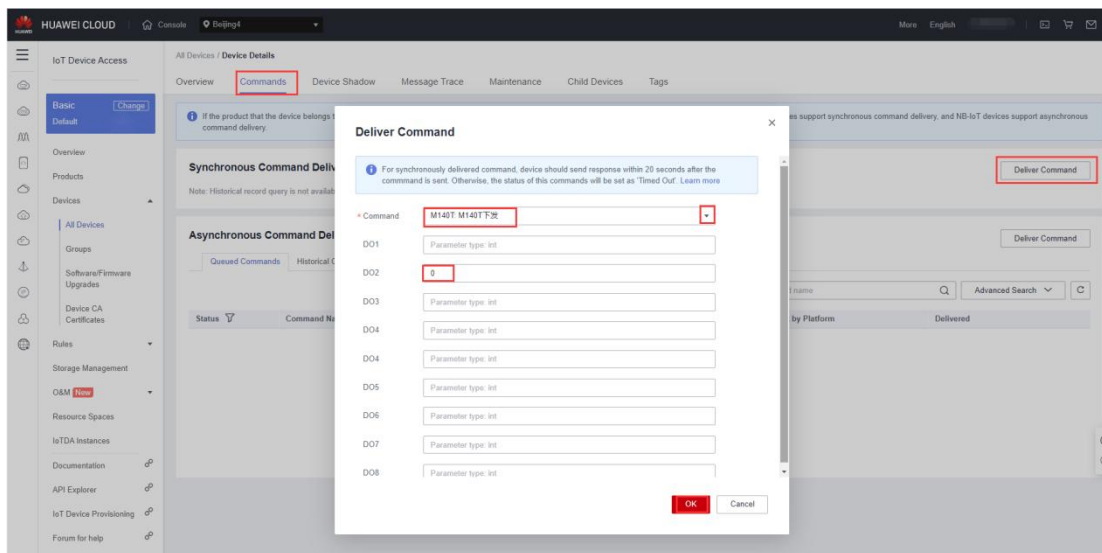 HUAWEI
HUAWEI CLOUD
Console
Beijing4
More
English
IoT Device Access
Basic
Change
Default
Overview
Products
Devices
All Devices
Groups
Software/Firmware
Upgrades
Device CA
Certificates
Rules
Storage Management
O&M New
Resource Spaces
IoTDA Instances
Documentation
API Explorer
IoT Device Provisioning
Forum for help
All Devices / Device Details
Overview
Commands
Device Shadow
Message Trace
Maintenance
Child Devices
Tags
If the product that the device belongs t
es support synchronous command delivery, and NB-IoT devices support asynchronous
command delivery.
Synchronous Command Deliv
Deliver Command
Note: Historical record query is not availab
Asynchronous Command Del
Deliver Command
Queued Commands
Historical C
t name
Advanced Search
Status
Command Na
by Platform
Delivered
Deliver Command
For synchronously delivered command, device should send response within 20 seconds after the
commmand is sent. Otherwise, the status of this commands will be set as 'Timed Out'. Learn more
* Command
M140T: M140T下发
DO1
Parameter type: int
DO2
0
DO3
Parameter type: int
DO4
Parameter type: int
DO4
Parameter type: int
DO5
Parameter type: int
DO6
Parameter type: int
DO7
Parameter type: int
DO8
Parameter type: int
OK
Cancel